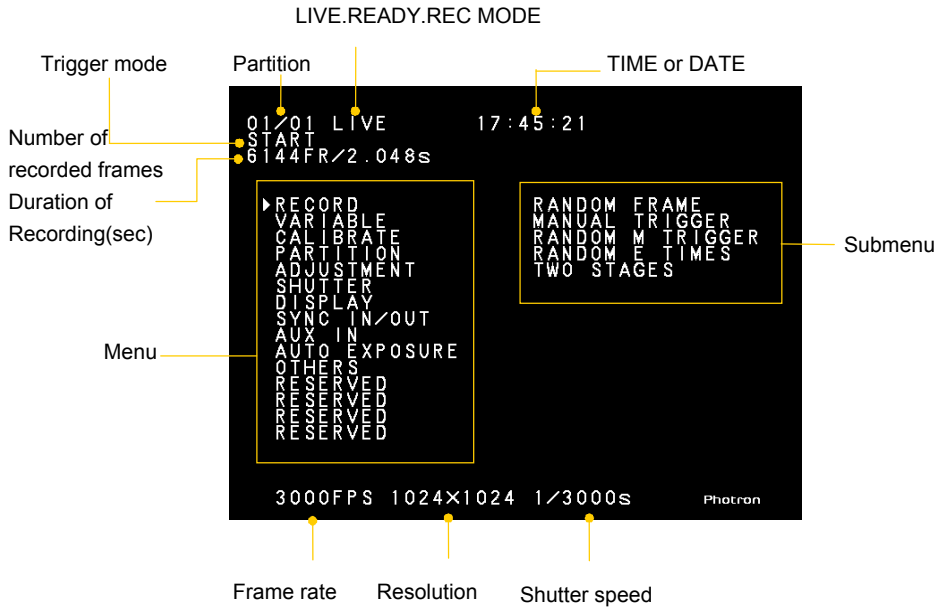 LIVE.READY.REC MODE
Trigger mode
Partition
TIME or DATE
01/01 LIVE 17:45:21
START
6144FR/2.048s
Number of
recorded frames
Duration of
Recording(sec)
▶RECORD
VARIABLE
CALIBRATE
PARTITION
ADJUSTMENT
SHUTTER
DISPLAY
SYNC IN/OUT
AUX IN
AUTO EXPOSURE
OTHERS
RESERVED
RESERVED
RESERVED
RESERVED
RANDOM FRAME
MANUAL TRIGGER
RANDOM M TRIGGER
RANDOM E TIMES
TWO STAGES
Submenu
Menu
3000FPS 1024×1024 1/3000s
Photron
Frame rate
Resolution
Shutter speed